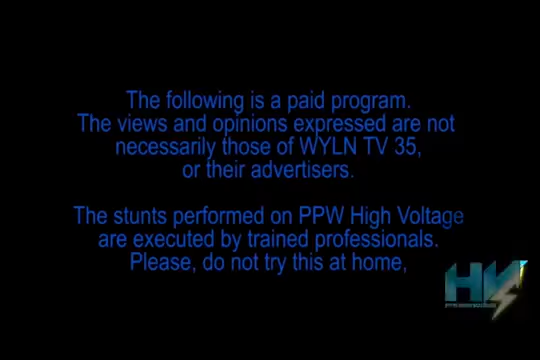 The following is a paid program.
The views and opinions expressed are not
necessarily those of WYLN TV 35,
or their advertisers.
The stunts performed on PPW High Voltage
are executed by trained professionals.
Please, do not try this at home,
HV